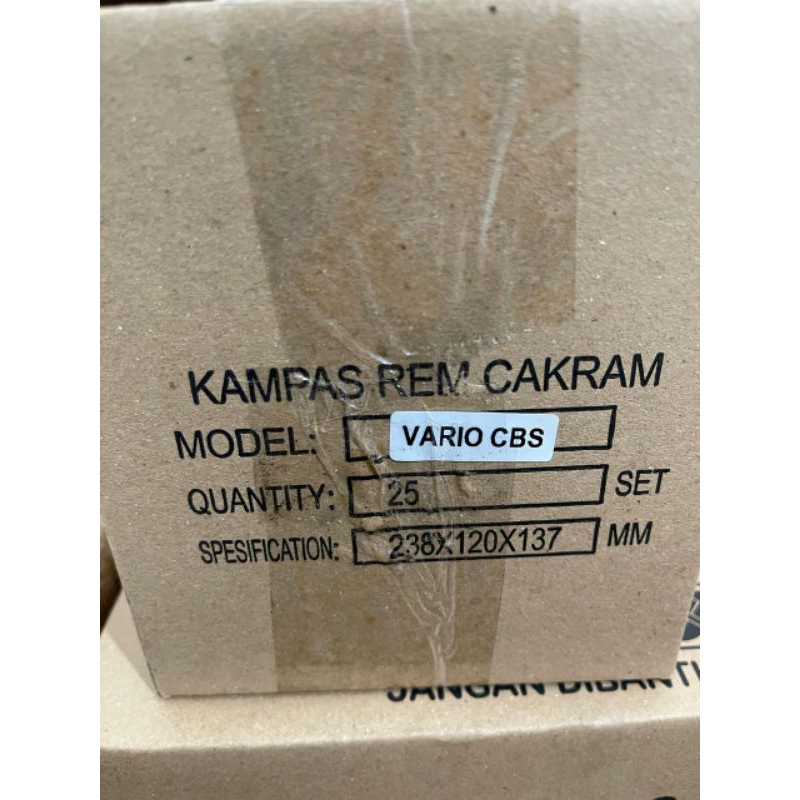 KAMPAS REM CAKRAM
MODEL: VARIO CBS
QUANTITY: 25 SET
SPESIFICATION: 238X120X137 MM
JANGAN DIBANTI